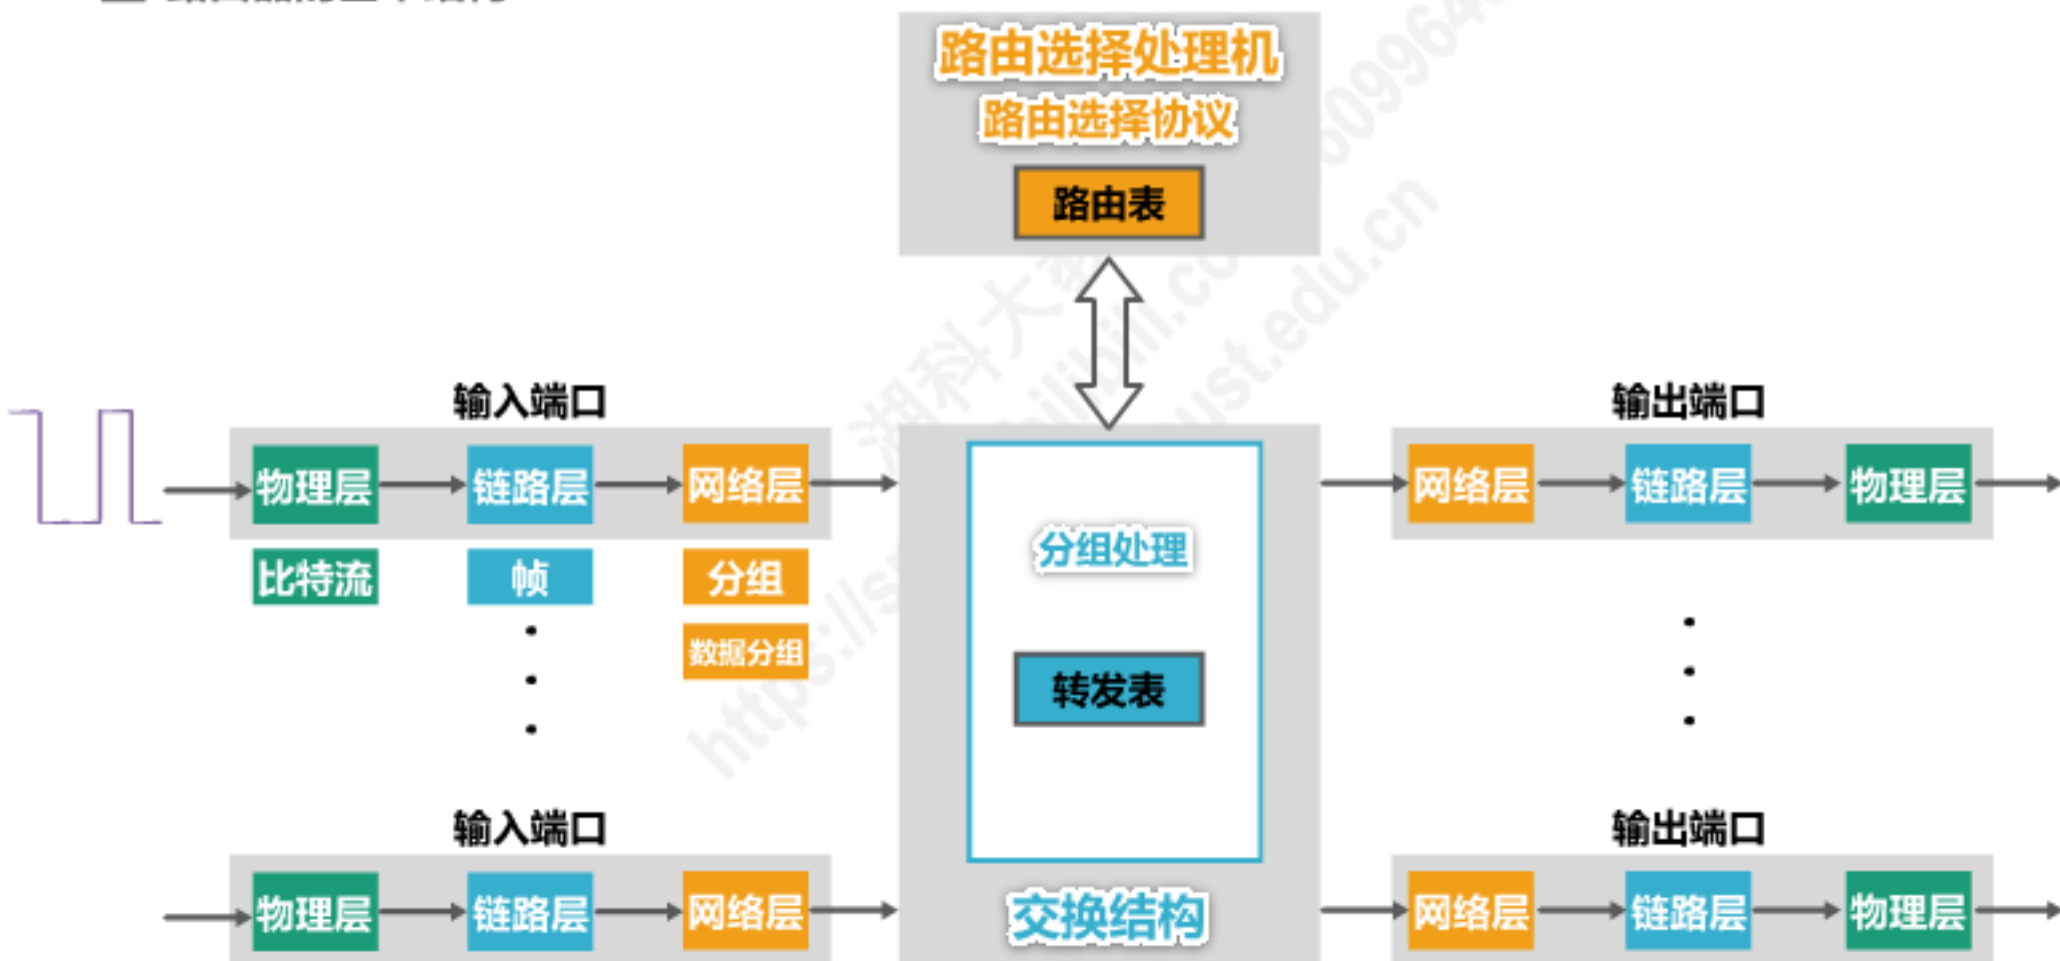 路由选择处理机
路由选择协议
路由表
输入端口
输出端口
物理层
链路层
网络层
网络层
链路层
物理层
比特流
帧
分组
分组处理
数据分组
转发表
输入端口
输出端口
物理层
链路层
网络层
交换结构
网络层
链路层
物理层